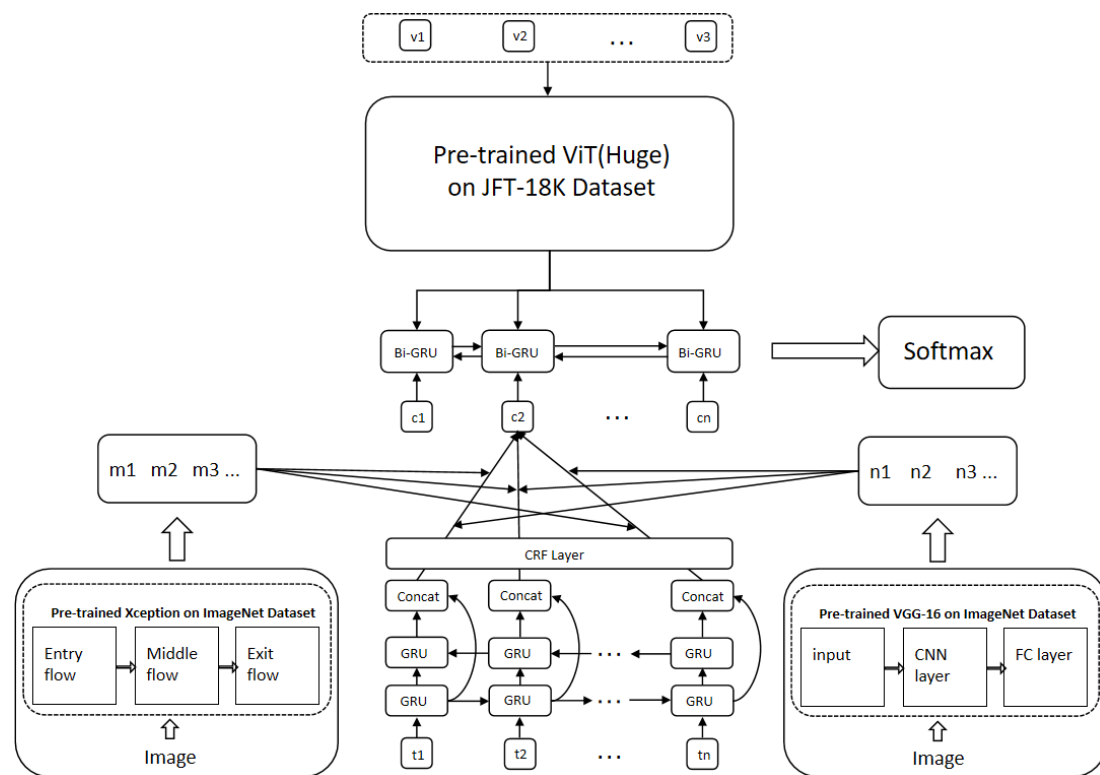 v1 v2 ... v3
Pre-trained ViT(Huge)
on JFT-18K Dataset
Bi-GRU Bi-GRU Bi-GRU
Softmax
c1 c2 ... cn
m1 m2 m3 ...
n1 n2 n3 ...
CRF Layer
Concat Concat Concat
GRU GRU ... GRU
GRU GRU ... GRU
t1 t2 ... tn
Pre-trained Xception on ImageNet Dataset
Entry
flow
Middle
flow
Exit
flow
Image
Pre-trained VGG-16 on ImageNet Dataset
input
CNN
layer
FC layer
Image